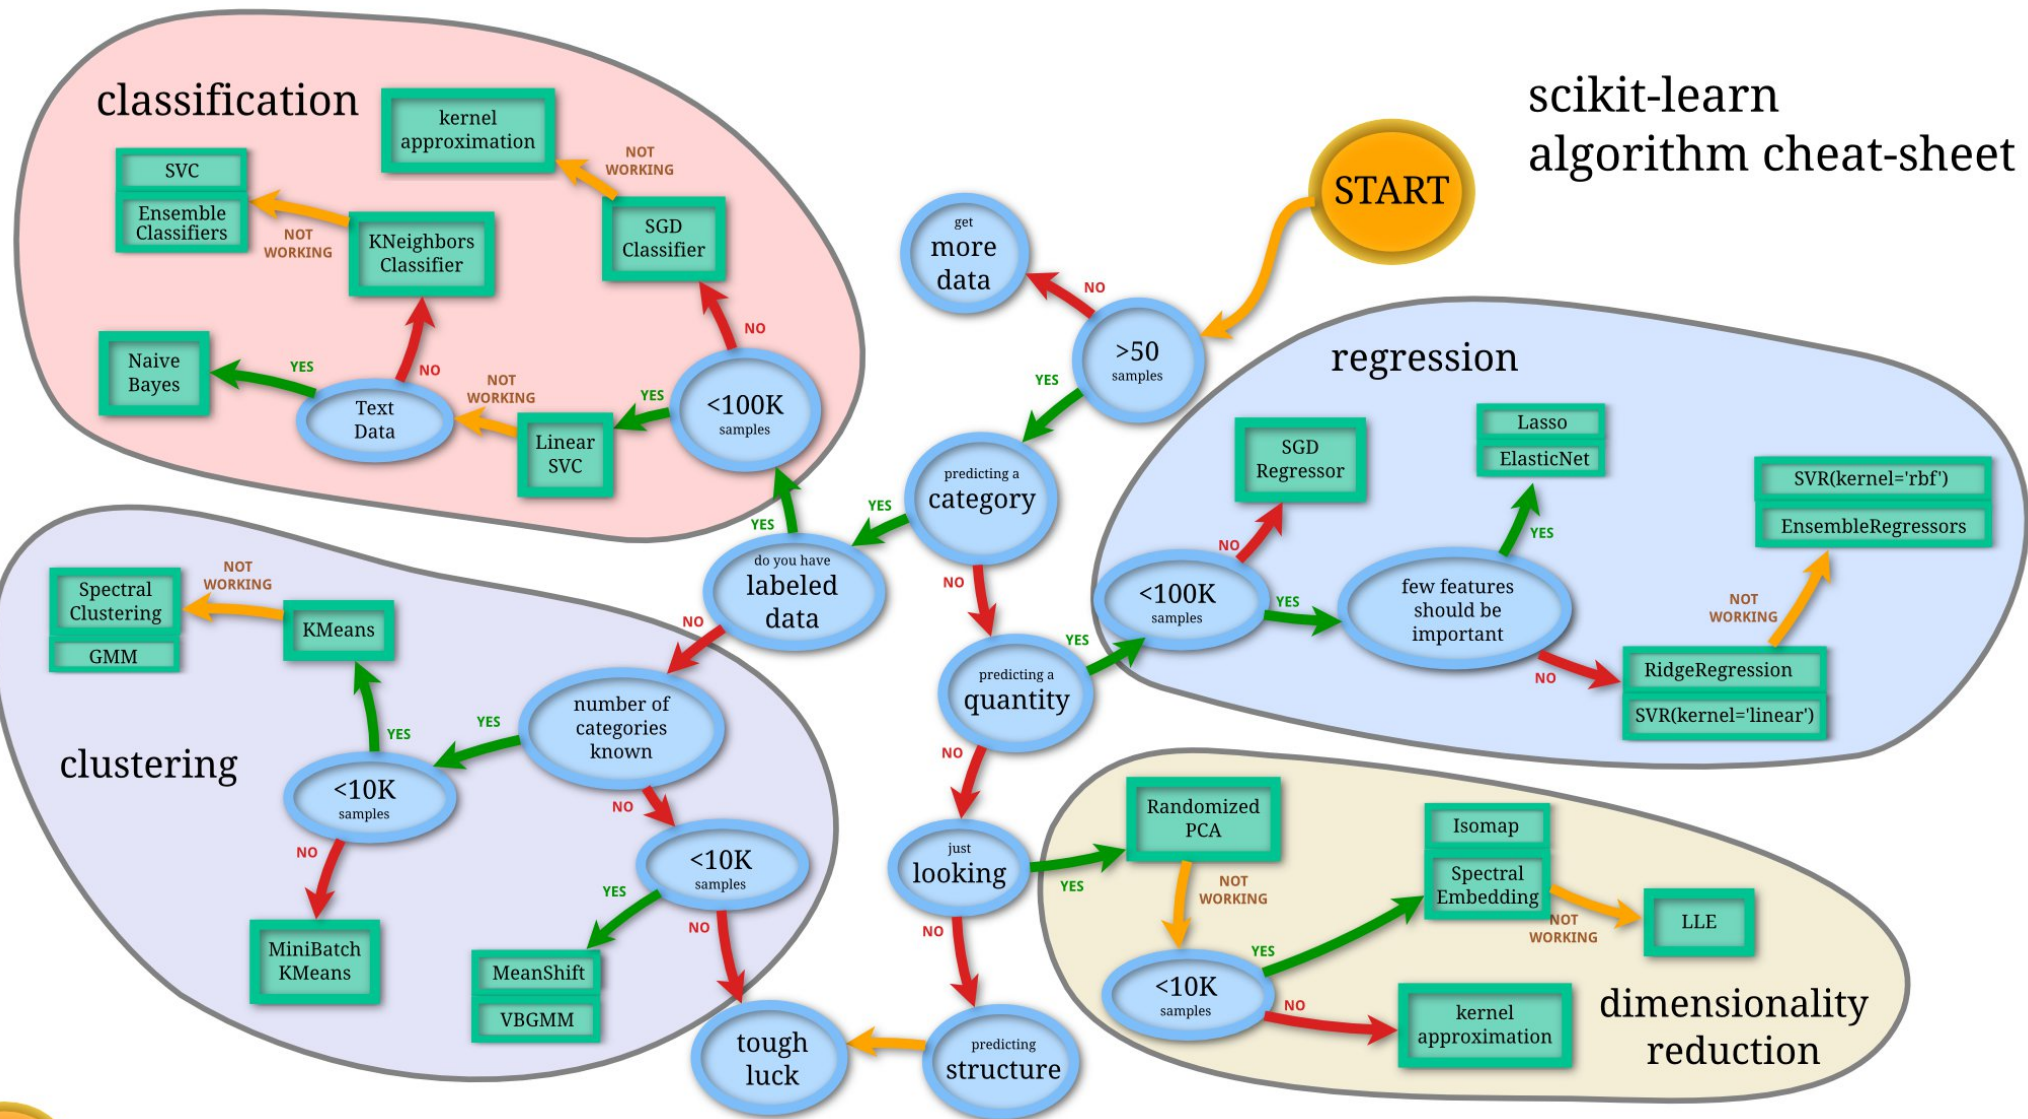 scikit-learn
algorithm cheat-sheet
START
get
more
data
NO
>50
samples
YES
predicting a
category
YES
NO
do you have
labeled
data
YES
NO
predicting a
quantity
YES
NO
just
looking
YES
NO
predicting
structure
tough
luck
classification
kernel
approximation
NOT
WORKING
SVC
Ensemble
Classifiers
NOT
WORKING
KNeighbors
Classifier
SGD
Classifier
NO
Naive
Bayes
YES
NO
Text
Data
NOT
WORKING
Linear
SVC
YES
<100K
samples
regression
SGD
Regressor
NO
<100K
samples
YES
Lasso
ElasticNet
YES
few features
should be
important
NO
SVR(kernel='rbf')
EnsembleRegressors
NOT
WORKING
RidgeRegression
SVR(kernel='linear')
clustering
Spectral
Clustering
GMM
NOT
WORKING
KMeans
YES
number of
categories
known
YES
NO
<10K
samples
NO
MiniBatch
KMeans
<10K
samples
YES
NO
MeanShift
VBGMM
dimensionality
reduction
Randomized
PCA
NOT
WORKING
<10K
samples
YES
NO
Isomap
Spectral
Embedding
NOT
WORKING
LLE
kernel
approximation